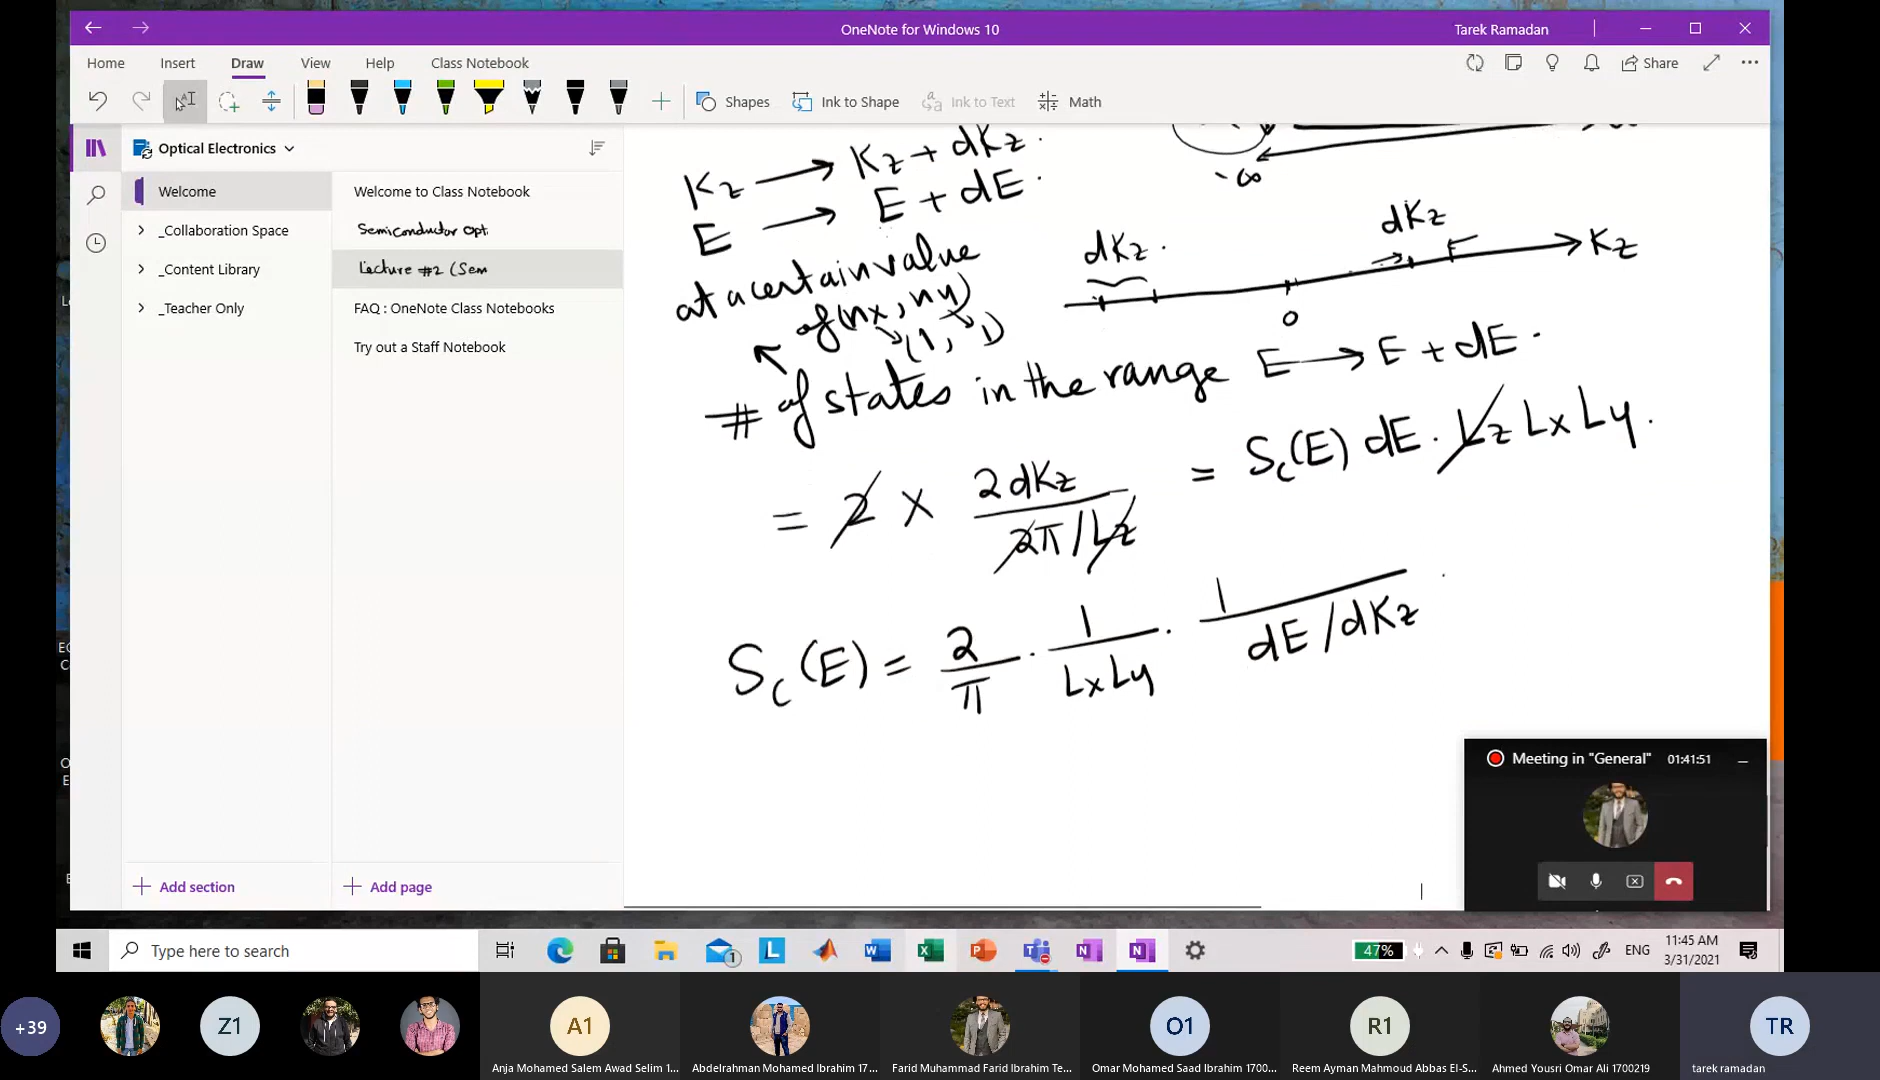 OneNote for Windows 10
Tarek Ramadan
Home Insert Draw View Help Class Notebook
Share
Shapes Ink to Shape Ink to Text Math
Optical Electronics
Welcome
_Collaboration Space
_Content Library
_Teacher Only
Add section
Welcome to Class Notebook
Semiconductor Opt
Lecture #2 (Sem
FAQ : OneNote Class Notebooks
Try out a Staff Notebook
Add page
Kz → Kz + dKz.
E → E + dE.
-∞
at a certain value
of (nx, ny)
(1, 1)
dKz.
dKz
Kz
0
# of states in the range E → E + dE.
= 2 × 2dKz / 2π/Lz = Sc(E) dE. Lz Lx Ly.
Sc(E) = 2/π . 1/LxLy . 1/dE/dKz
Meeting in "General" 01:41:51
Type here to search
1
47%
ENG
11:45 AM
3/31/2021
+39
Z1
A1
O1
R1
TR
Anja Mohamed Salem Awad Selim 1...
Abdelrahman Mohamed Ibrahim 17...
Farid Muhammad Farid Ibrahim Te...
Omar Mohamed Saad Ibrahim 1700...
Reem Ayman Mahmoud Abbas El-S...
Ahmed Yousri Omar Ali 1700219
tarek ramadan